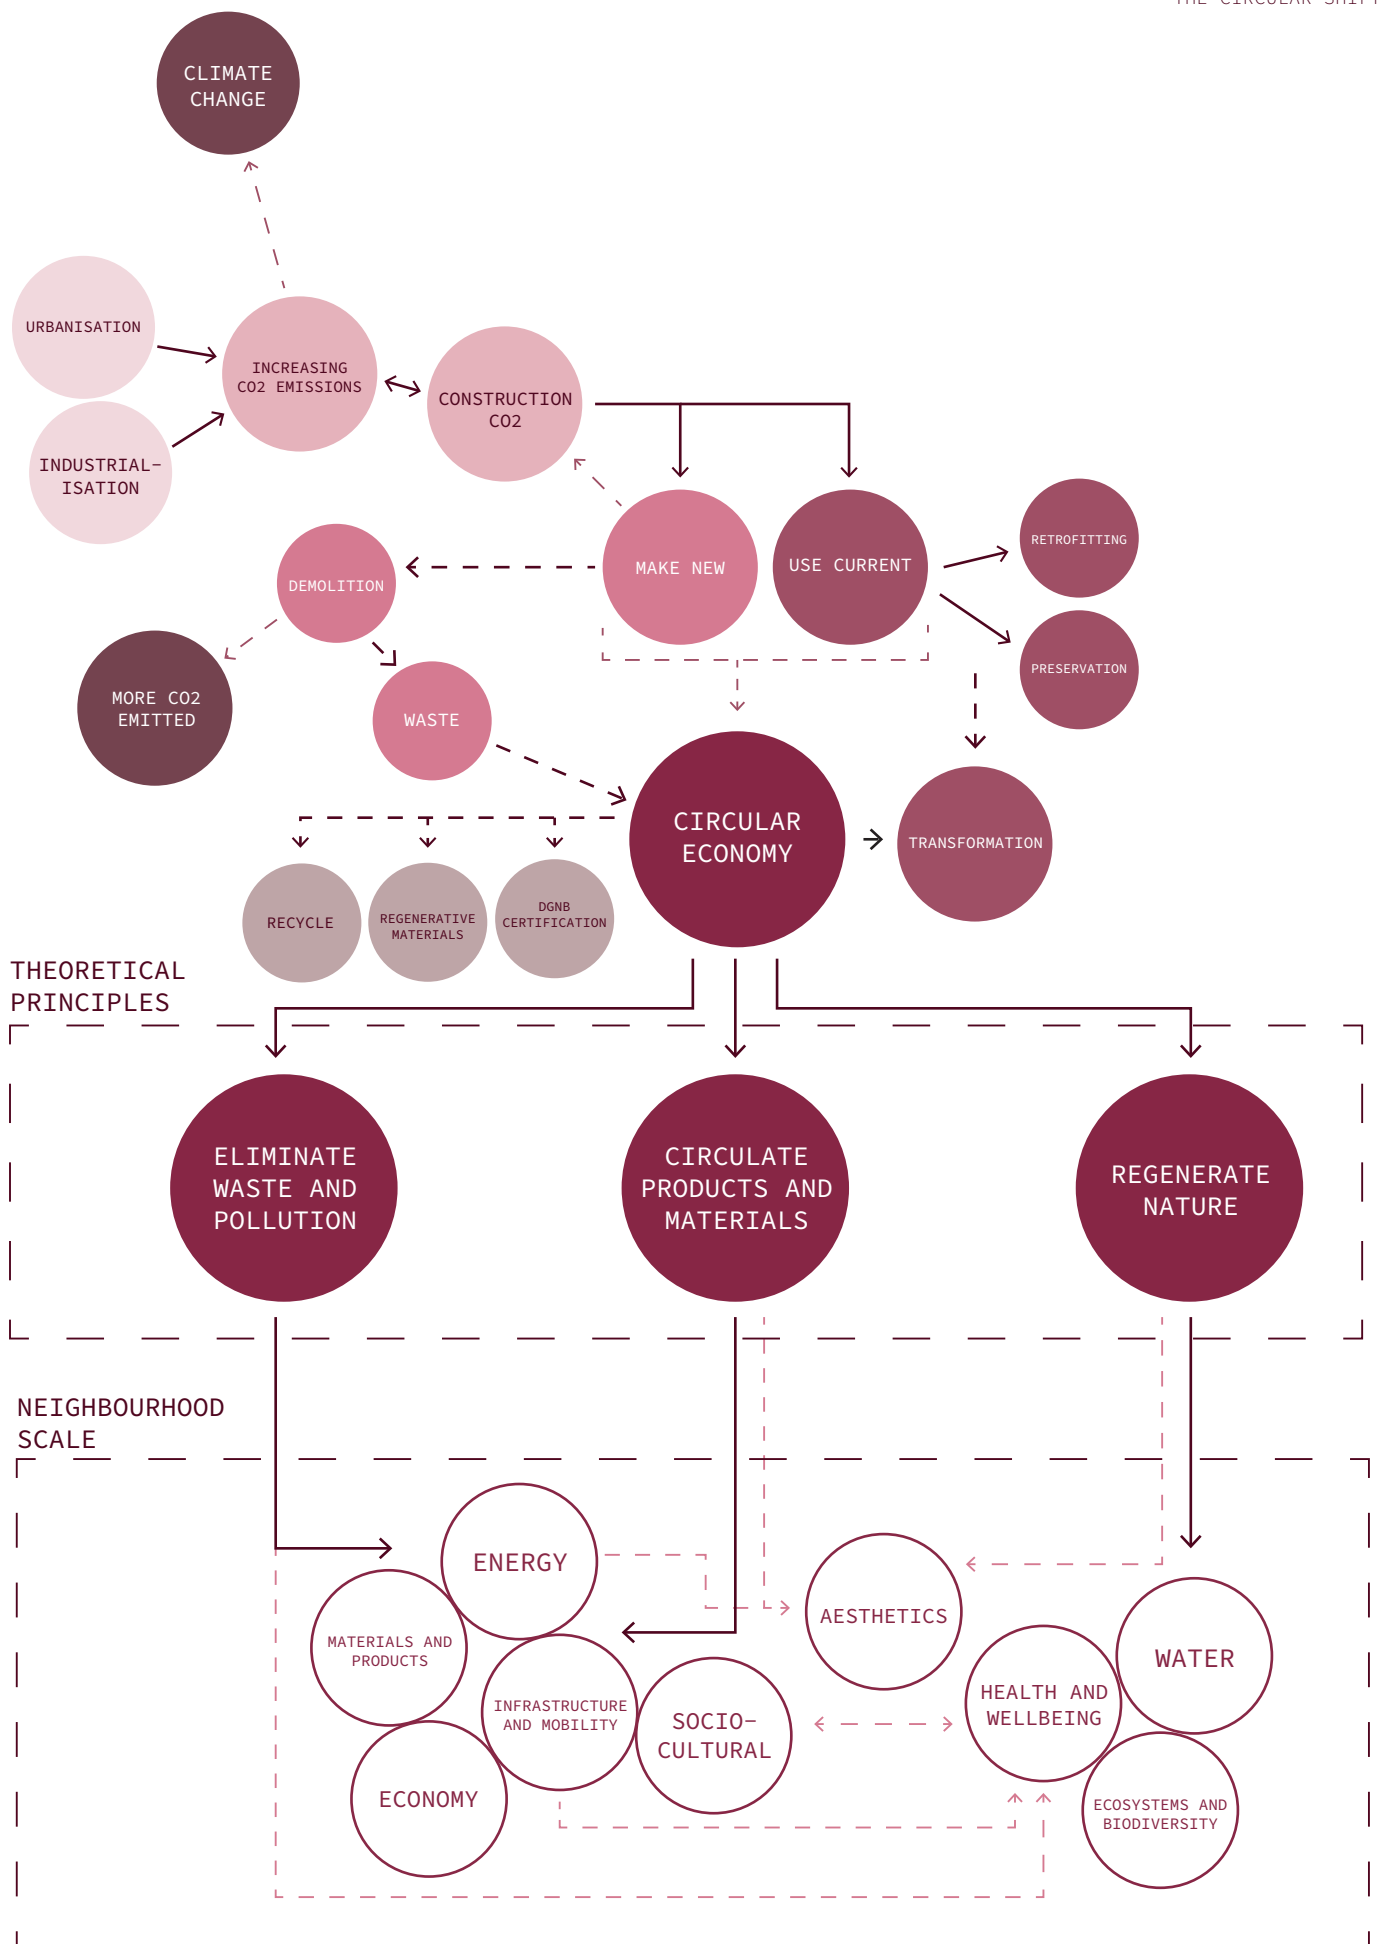 THE CIRCULAR SHIFT
CLIMATE
CHANGE
URBANISATION
INCREASING
CO2 EMISSIONS
CONSTRUCTION
CO2
INDUSTRIAL-
ISATION
RETROFITTING
MAKE NEW
USE CURRENT
DEMOLITION
PRESERVATION
MORE CO2
EMITTED
WASTE
CIRCULAR
ECONOMY
TRANSFORMATION
RECYCLE
REGENERATIVE
MATERIALS
DGNB
CERTIFICATION
THEORETICAL
PRINCIPLES
ELIMINATE
WASTE AND
POLLUTION
CIRCULATE
PRODUCTS AND
MATERIALS
REGENERATE
NATURE
NEIGHBOURHOOD
SCALE
ENERGY
AESTHETICS
MATERIALS AND
PRODUCTS
WATER
INFRASTRUCTURE
AND MOBILITY
SOCIO-
CULTURAL
HEALTH AND
WELLBEING
ECONOMY
ECOSYSTEMS AND
BIODIVERSITY